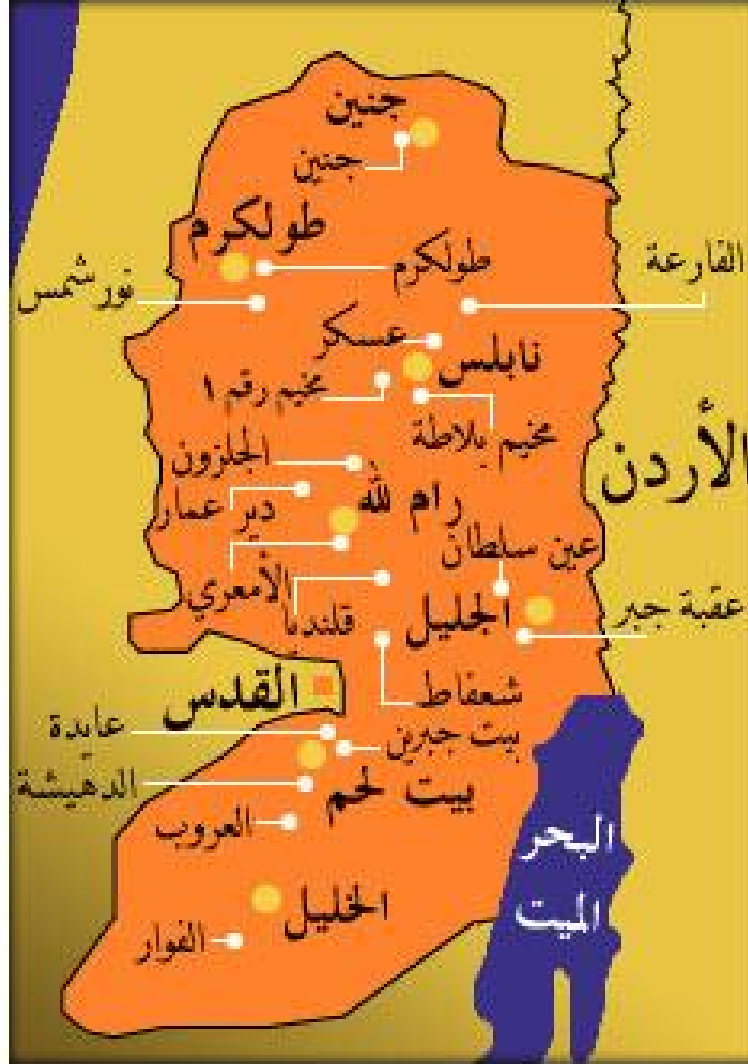 جنين
جنين
طولكرم
طولكرم
الفارعة
نور شمس
عسكر
نابلس
مخيم رقم ١
مخيم بلاطة
الأردن
الجلزون
رام لله
دير عمار
عين سلطان
الأمعري
قلنديا
الجليل
عقبة جبر
القدس
شعفاط
عايدة
بيت جبرين
الدهيشة
بيت لحم
العروب
البحر
الميت
الخليل
الفوار